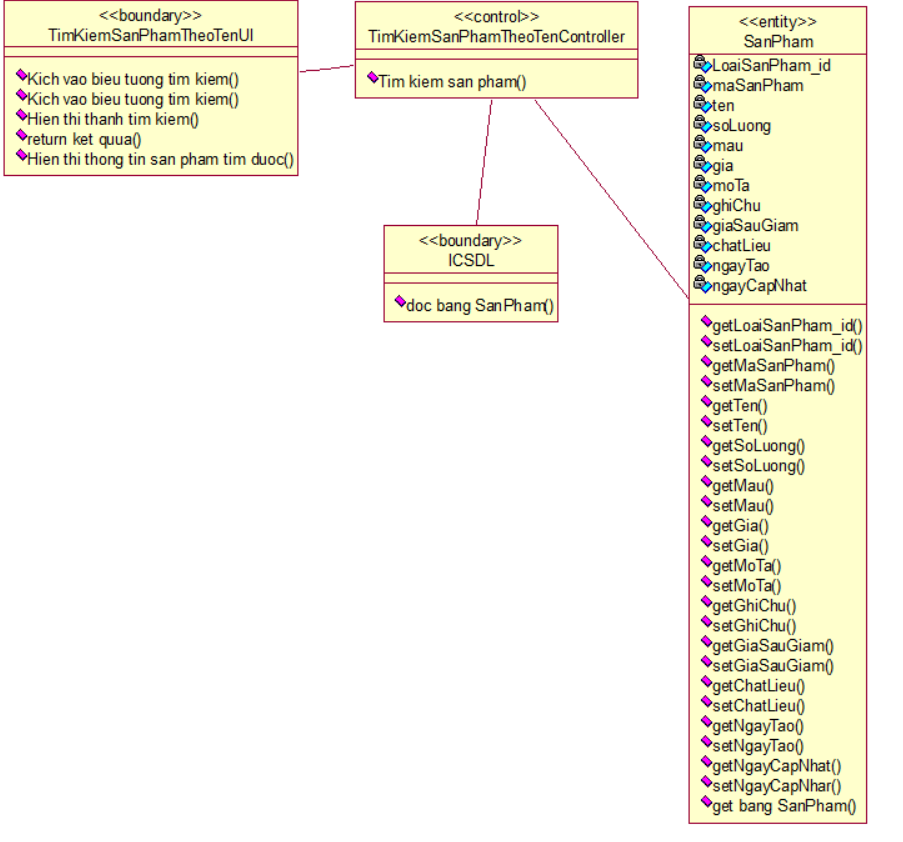 <<boundary>>
TimKiemSanPhamTheoTenUI
Kich vao bieu tuong tim kiem()
Kich vao bieu tuong tim kiem()
Hien thi thanh tim kiem()
return ket quua()
Hien thi thong tin san pham tim duoc()
<<control>>
TimKiemSanPhamTheoTenController
Tim kiem san pham()
<<boundary>>
ICSDL
doc bang SanPham()
<<entity>>
SanPham
LoaiSanPham_id
maSanPham
ten
soLuong
mau
gia
moTa
ghiChu
giaSauGiam
chatLieu
ngayTao
ngayCapNhat
getLoaiSanPham_id()
setLoaiSanPham_id()
getMaSanPham()
setMaSanPham()
getTen()
setTen()
getSoLuong()
setSoLuong()
getMau()
setMau()
getGia()
setGia()
getMoTa()
setMoTa()
getGhiChu()
setGhiChu()
getGiaSauGiam()
setGiaSauGiam()
getChatLieu()
setChatLieu()
getNgayTao()
setNgayTao()
getNgayCapNhat()
setNgayCapNhar()
get bang SanPham()